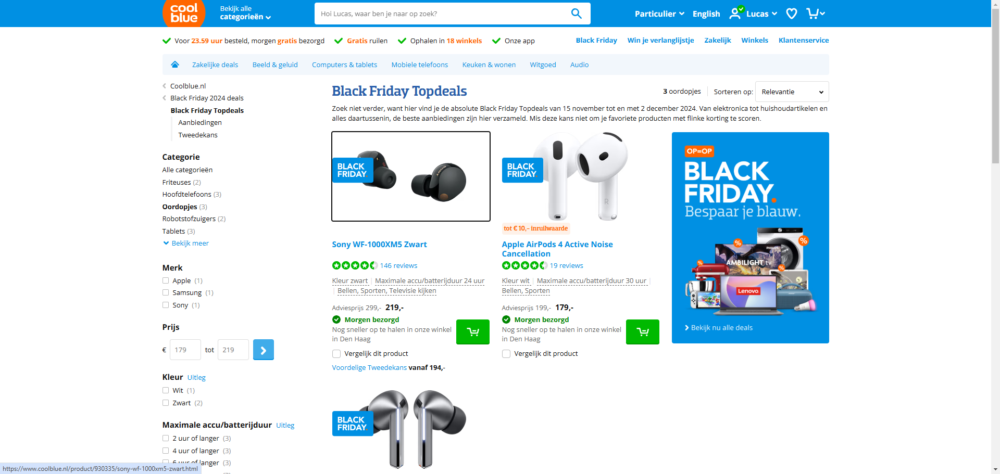 cool
blue
Bekijk alle
categorieën
Hoi Lucas, waar ben je naar op zoek?
Particulier
English
Lucas
Voor 23.59 uur besteld, morgen gratis bezorgd
Gratis ruilen
Ophalen in 18 winkels
Onze app
Black Friday
Win je verlanglijstje
Zakelijk
Winkels
Klantenservice
Zakelijke deals
Beeld & geluid
Computers & tablets
Mobiele telefoons
Keuken & wonen
Witgoed
Audio
Coolblue.nl
Black Friday 2024 deals
Black Friday Topdeals
Aanbiedingen
Tweedekans
Categorie
Alle categorieën
Friteuses (2)
Hoofdtelefoons (3)
Oordopjes (3)
Robotstofzuigers (2)
Tablets (3)
Bekijk meer
Merk
Apple (1)
Samsung (1)
Sony (1)
Prijs
€ 179 tot 219
Kleur Uitleg
Wit (1)
Zwart (2)
Maximale accu/batterijduur Uitleg
2 uur of langer (3)
4 uur of langer (3)
6 uur of langer (3)
https://www.coolblue.nl/product/930335/sony-wf-1000xm5-zwart.html
Black Friday Topdeals
3 oordopjes
Sorteren op: Relevantie
Zoek niet verder, want hier vind je de absolute Black Friday Topdeals van 15 november tot en met 2 december 2024. Van elektronica tot huishoudartikelen en
alles daartussenin, de beste aanbiedingen zijn hier verzameld. Mis deze kans niet om je favoriete producten met flinke korting te scoren.
BLACK
FRIDAY.
SONY
Sony WF-1000XM5 Zwart
146 reviews
Kleur zwart | Maximale accu/batterijduur 24 uur
| Bellen, Sporten, Televisie kijken
Adviesprijs 299,- 219,-
Morgen bezorgd
Nog sneller op te halen in onze winkel
in Den Haag
Vergelijk dit product
Voordelige Tweedekans vanaf 194,-
BLACK
FRIDAY.
R
tot € 10,- inruilwaarde
Apple AirPods 4 Active Noise
Cancellation
19 reviews
Kleur wit | Maximale accu/batterijduur 30 uur |
Bellen, Sporten
Adviesprijs 199,- 179,-
Morgen bezorgd
Nog sneller op te halen in onze winkel
in Den Haag
Vergelijk dit product
BLACK
FRIDAY.
OP=OP
BLACK
FRIDAY.
Bespaar je blauw.
%
%
%
%
PHILIPS
AMBILIGHT tv
Lenovo
Bekijk nu alle deals